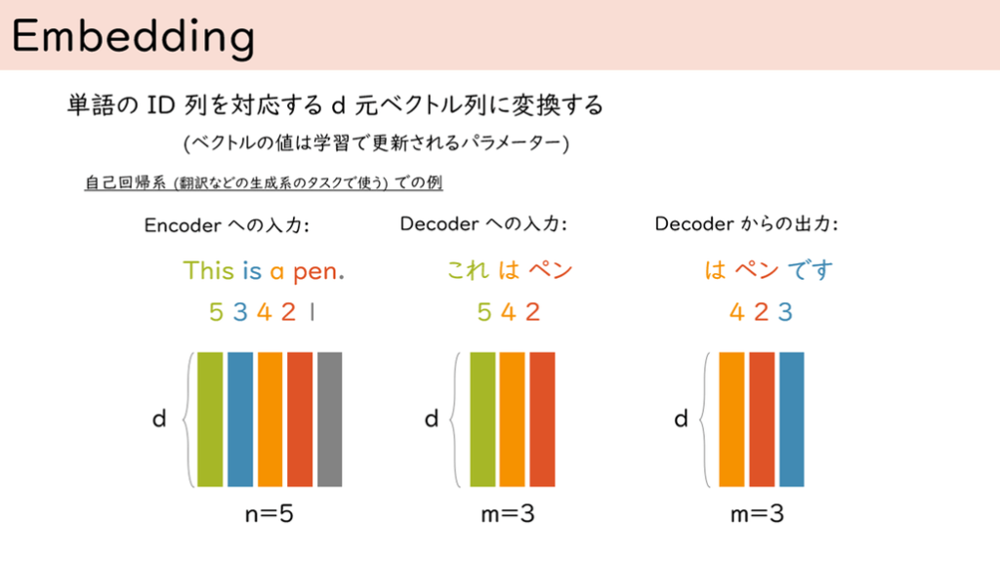 Embedding
単語の ID 列を対応する d 元ベクトル列に変換する
(ベクトルの値は学習で更新されるパラメーター)
自己回帰系 (翻訳などの生成系のタスクで使う) での例
Encoder への入力:
This is a pen.
5 3 4 2 1
d
n=5
Decoder への入力:
これ は ペン
5 4 2
d
m=3
Decoder からの出力:
は ペン です
4 2 3
d
m=3